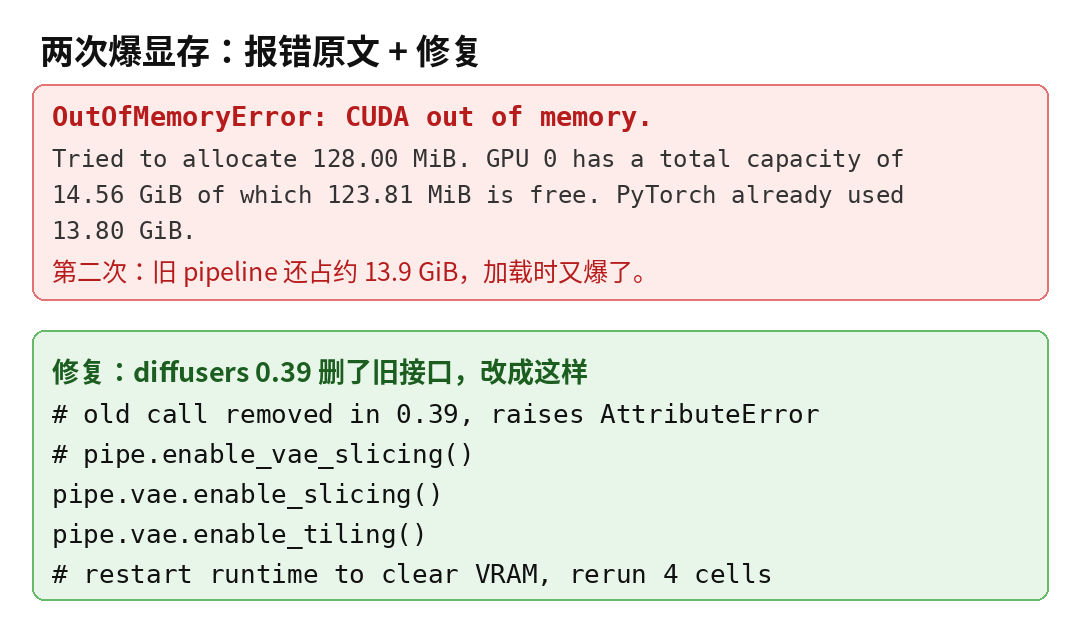 两次爆显存：报错原文 + 修复
OutOfMemoryError: CUDA out of memory.
Tried to allocate 128.00 MiB. GPU 0 has a total capacity of
14.56 GiB of which 123.81 MiB is free. PyTorch already used
13.80 GiB.
第二次：旧 pipeline 还占约 13.9 GiB，加载时又爆了。
修复：diffusers 0.39 删了旧接口，改成这样
# old call removed in 0.39, raises AttributeError
# pipe.enable_vae_slicing()
pipe.vae.enable_slicing()
pipe.vae.enable_tiling()
# restart runtime to clear VRAM, rerun 4 cells